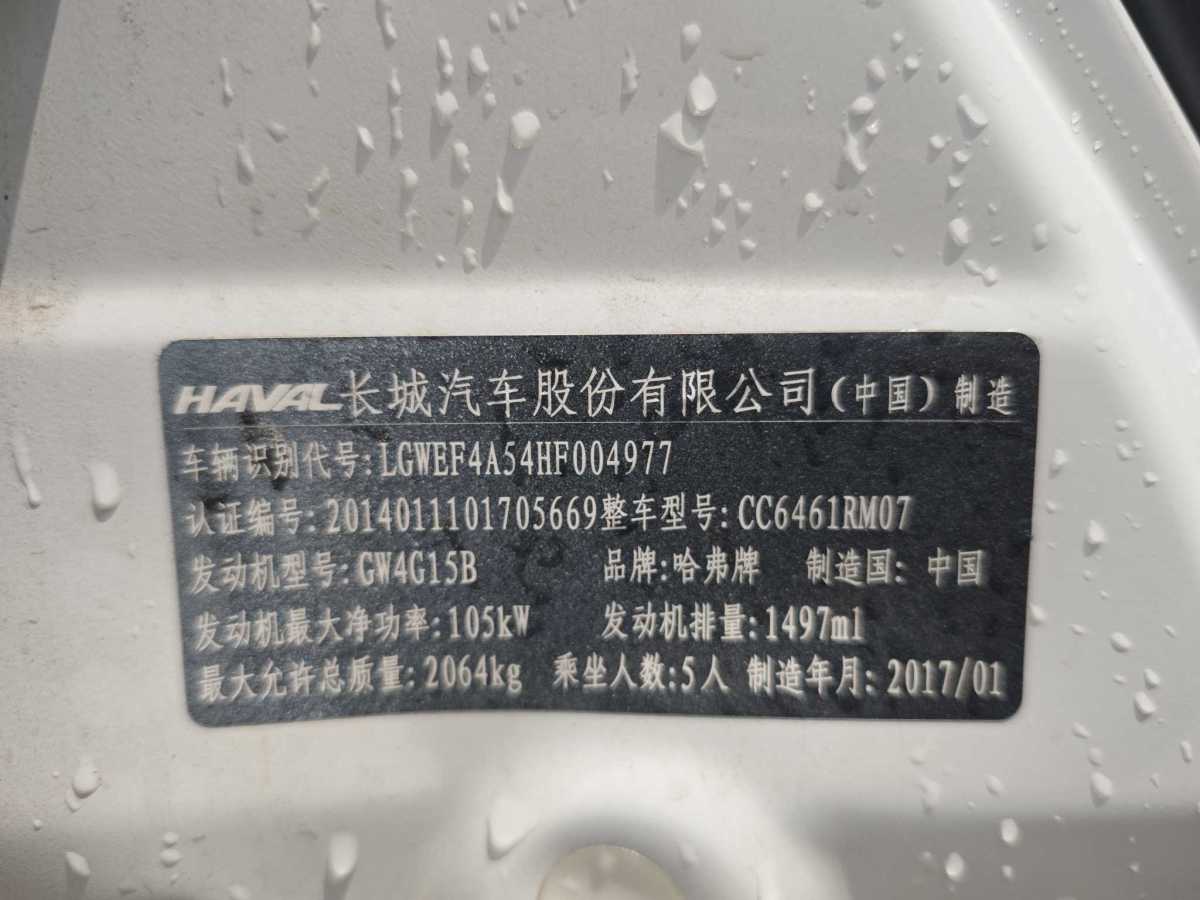 HAVAL长城汽车股份有限公司(中国)制造
车辆识别代号:LGWEF4A54HF004977
认证编号:2014011101705669整车型号:CC6461RM07
发动机型号:GW4G15B 品牌:哈弗牌 制造国:中国
发动机最大净功率:105kW 发动机排量:1497ml
最大允许总质量:2064kg 乘坐人数:5人 制造年月:2017/01